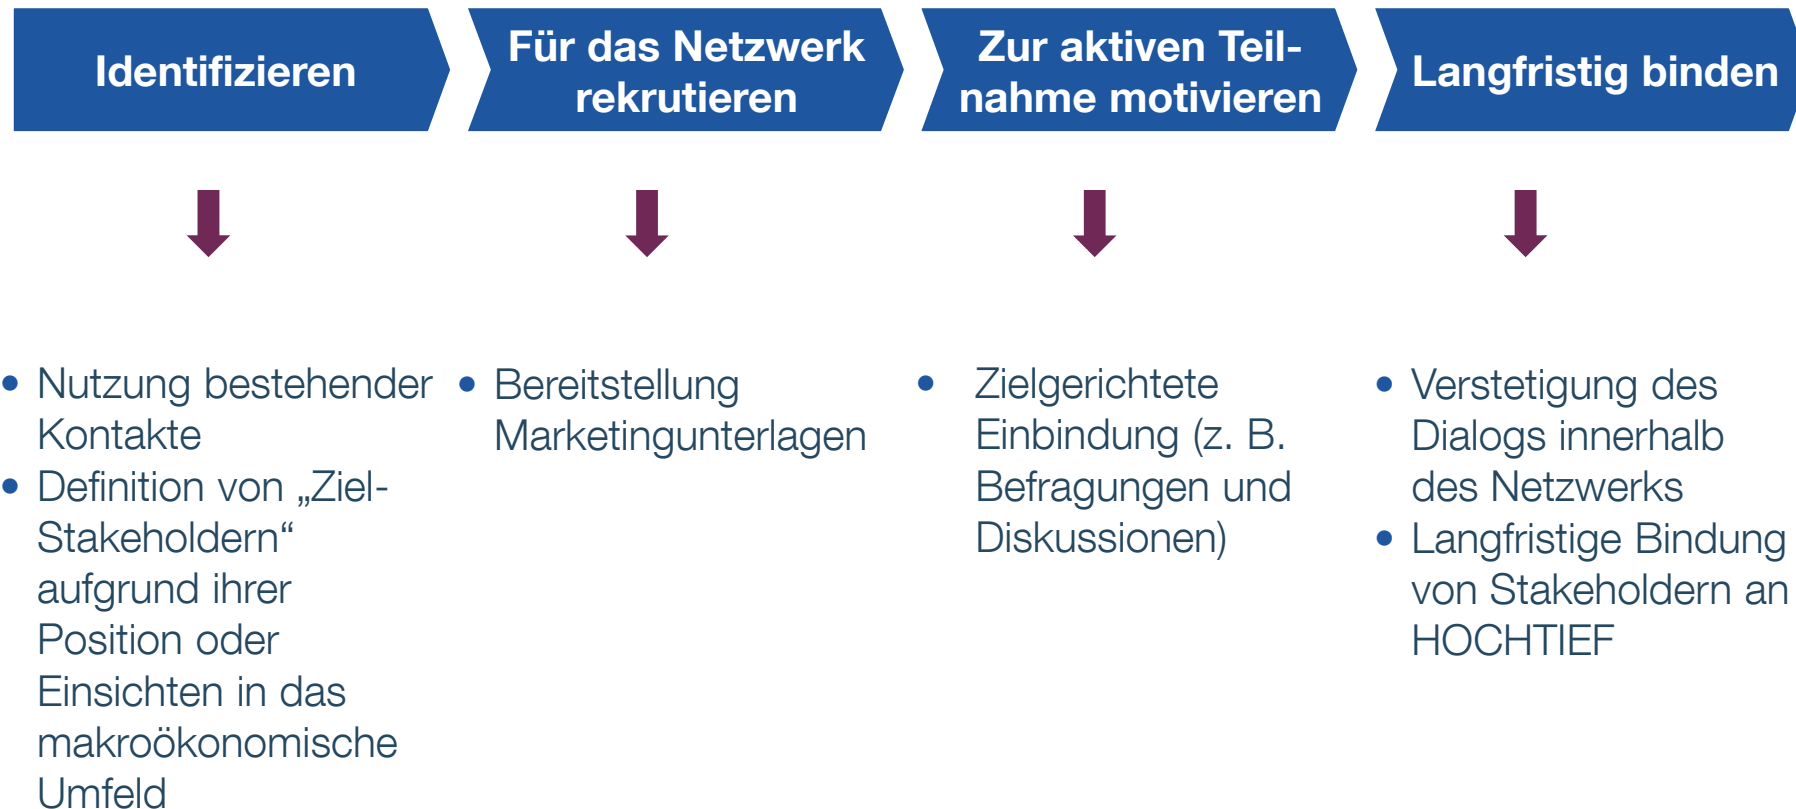 Identifizieren
Für das Netzwerk
rekrutieren
Zur aktiven Teil-
nahme motivieren
Langfristig binden
• Nutzung bestehender
Kontakte
• Definition von „Ziel-
Stakeholdern“
aufgrund ihrer
Position oder
Einsichten in das
makroökonomische
Umfeld
• Bereitstellung
Marketingunterlagen
• Zielgerichtete
Einbindung (z. B.
Befragungen und
Diskussionen)
• Verstetigung des
Dialogs innerhalb
des Netzwerks
• Langfristige Bindung
von Stakeholdern an
HOCHTIEF